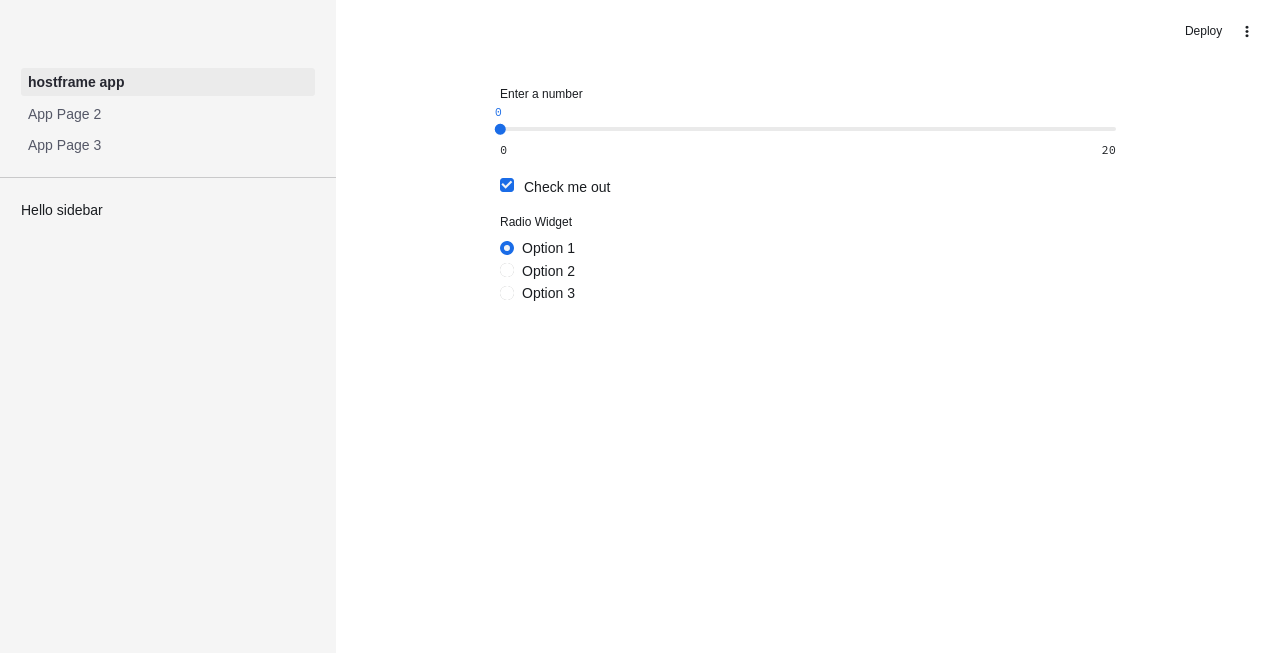 Deploy
hostframe app
App Page 2
App Page 3
Hello sidebar
Enter a number
0
0 20
Check me out
Radio Widget
Option 1
Option 2
Option 3